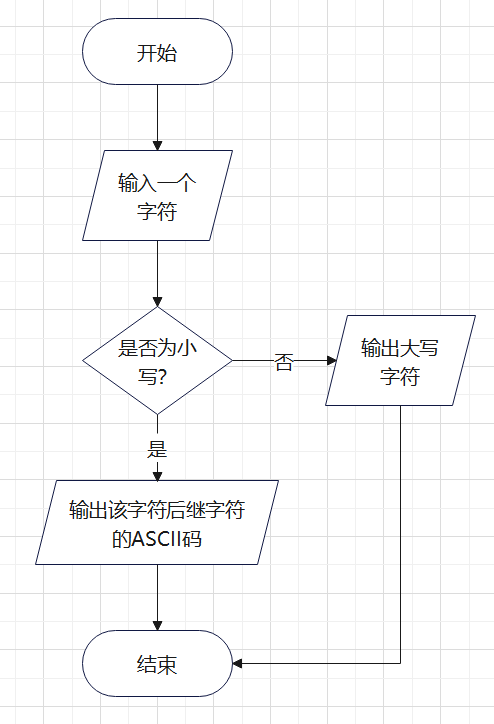 开始
输入一个
字符
是否为小
写?
否
输出大写
字符
是
输出该字符后继字符
的ASCII码
结束